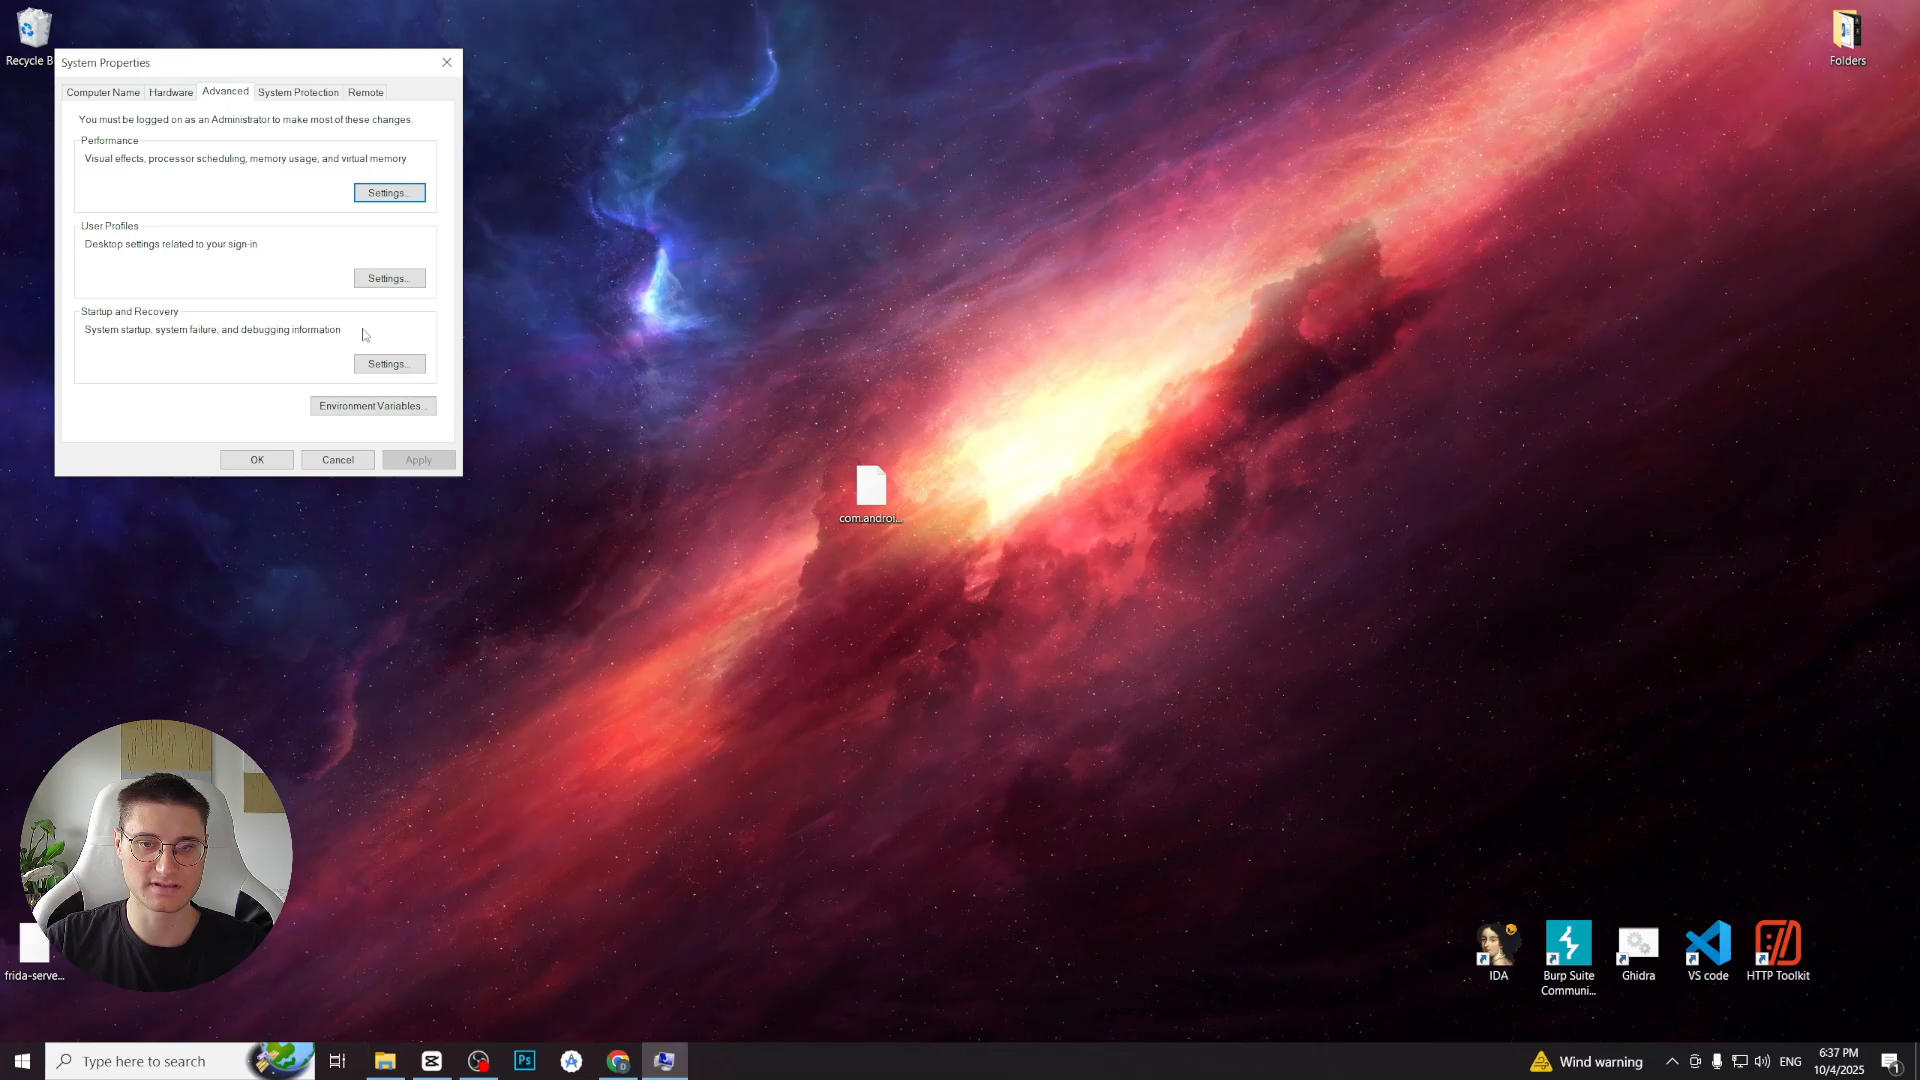 Recycle B
Folders
System Properties
Computer Name
Hardware
Advanced
System Protection
Remote
You must be logged on as an Administrator to make most of these changes.
Performance
Visual effects, processor scheduling, memory usage, and virtual memory
Settings...
User Profiles
Desktop settings related to your sign-in
Settings...
Startup and Recovery
System startup, system failure, and debugging information
Settings...
Environment Variables...
OK
Cancel
Apply
com.androi...
frida-serve...
IDA
Burp Suite
Communi...
Ghidra
VS code
HTTP Toolkit
Type here to search
Ps
D
Wind warning
ENG
6:37 PM
10/4/2025
1